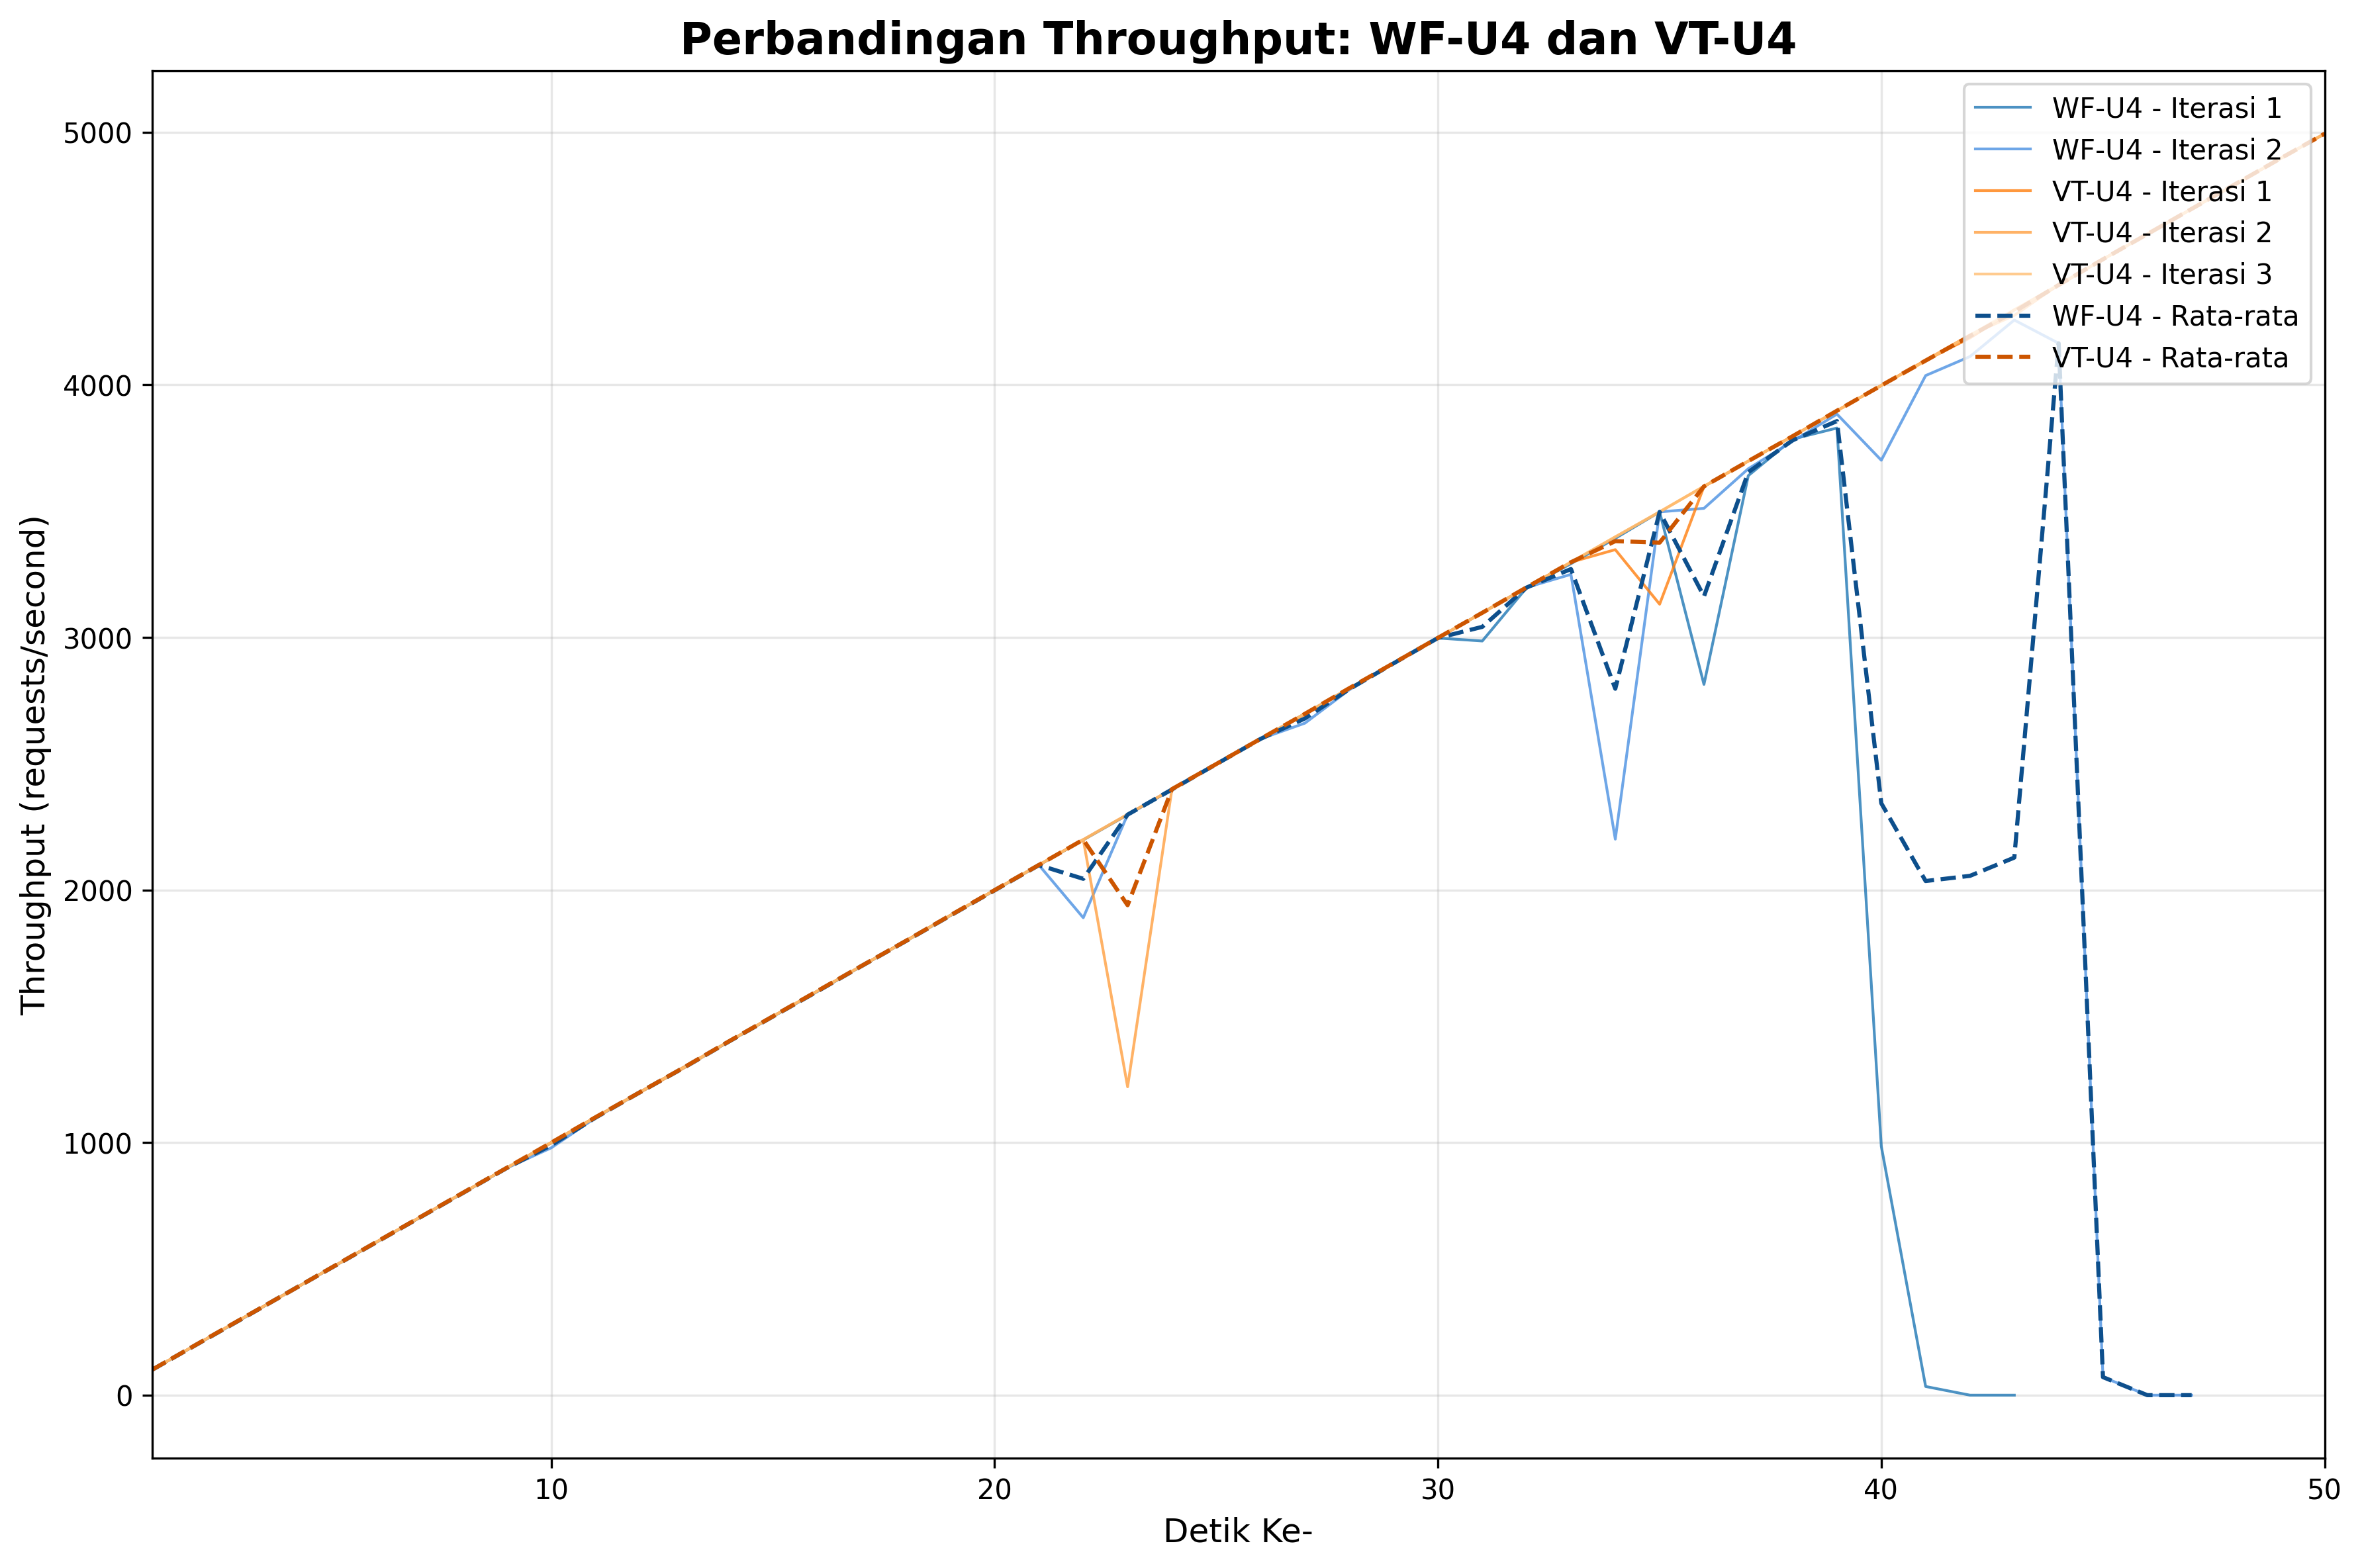 Perbandingan Throughput: WF-U4 dan VT-U4
WF-U4 - Iterasi 1
WF-U4 - Iterasi 2
VT-U4 - Iterasi 1
VT-U4 - Iterasi 2
VT-U4 - Iterasi 3
WF-U4 - Rata-rata
VT-U4 - Rata-rata
Throughput (requests/second)
5000
4000
3000
2000
1000
0
10
20
30
40
50
Detik Ke-